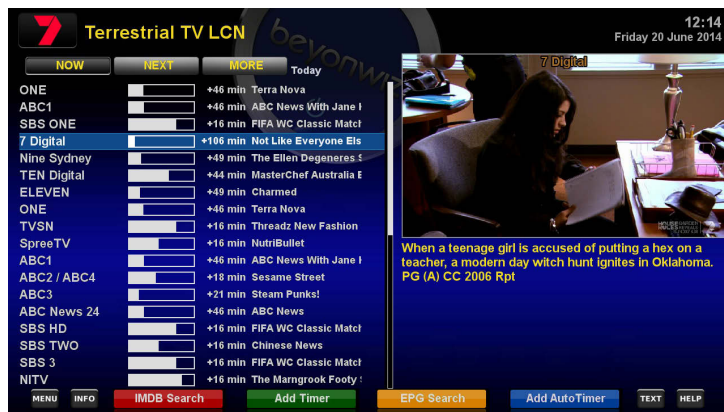 7
Terrestrial TV LCN
12:14
Friday 20 June 2014
beyonwiz
NOW NEXT MORE Today
ONE +46 min Terra Nova
ABC1 +46 min ABC News With Jane
SBS ONE +16 min FIFA WC Classic Match
7 Digital +106 min Not Like Everyone Els
Nine Sydney +49 min The Ellen Degeneres
TEN Digital +44 min MasterChef Australia
ELEVEN +49 min Charmed
ONE +46 min Terra Nova
TVSN +16 min Threadz New Fashion
SpreeTV +16 min NutriBullet
ABC1 +46 min ABC News With Jane
ABC2 / ABC4 +18 min Sesame Street
ABC3 +21 min Steam Punks!
ABC News 24 +46 min ABC News
SBS HD +16 min FIFA WC Classic Match
SBS TWO +16 min Chinese News
SBS 3 +16 min FIFA WC Classic Match
NITV +16 min The Marngrook Footy
7 Digital
HOUSE RULES
When a teenage girl is accused of putting a hex on a
teacher, a modern day witch hunt ignites in Oklahoma.
PG (A) CC 2006 Rpt
MENU INFO IMDB Search Add Timer EPG Search Add AutoTimer TEXT HELP